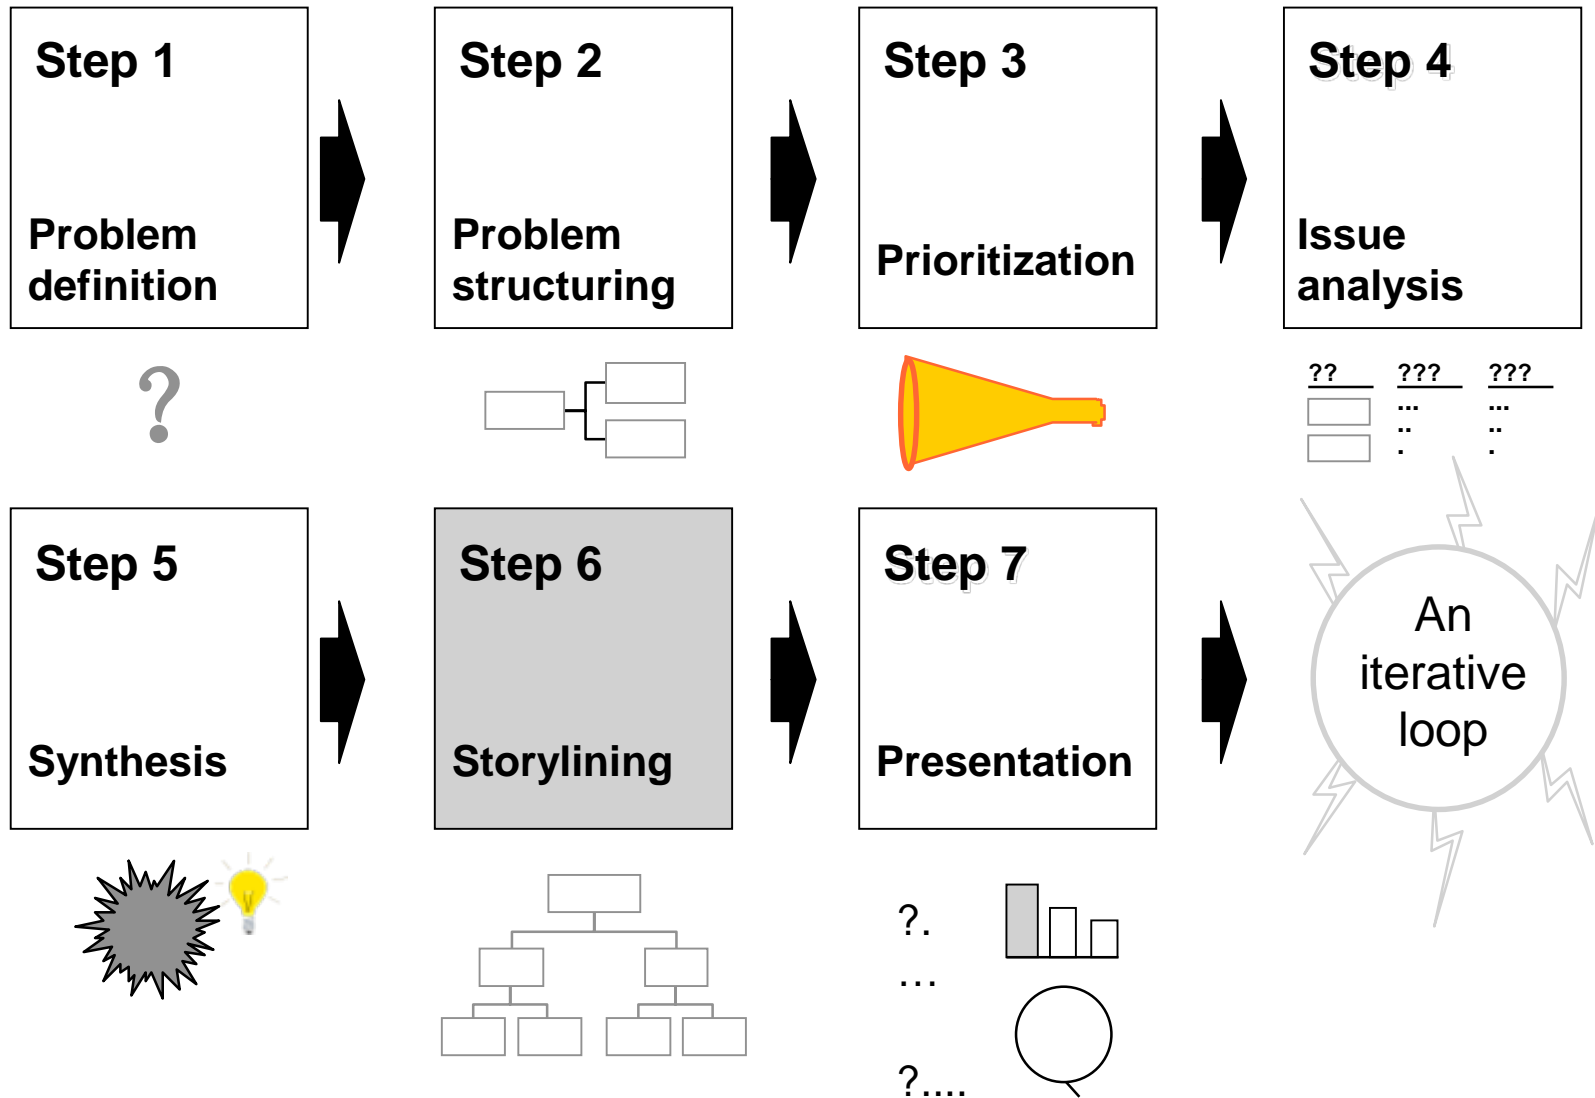 Step 1
Problem
definition
Step 2
Problem
structuring
Step 3
Prioritization
Step 4
Issue
analysis
?
?? ??? ???
... ...
.. ..
. .
Step 5
Synthesis
Step 6
Storylining
Step 7
Presentation
An
iterative
loop
?.
...
?....